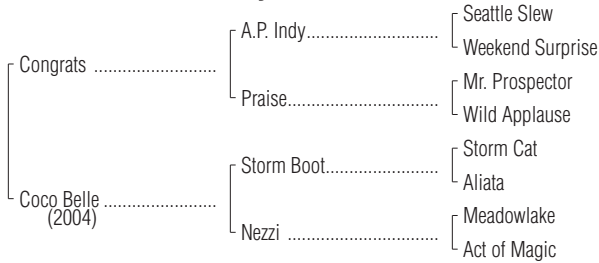 Seattle Slew
A.P. Indy
Weekend Surprise
Congrats
Mr. Prospector
Praise
Wild Applause
Storm Cat
Storm Boot
Aliata
Coco Belle
(2004)
Meadowlake
Nezzi
Act of Magic